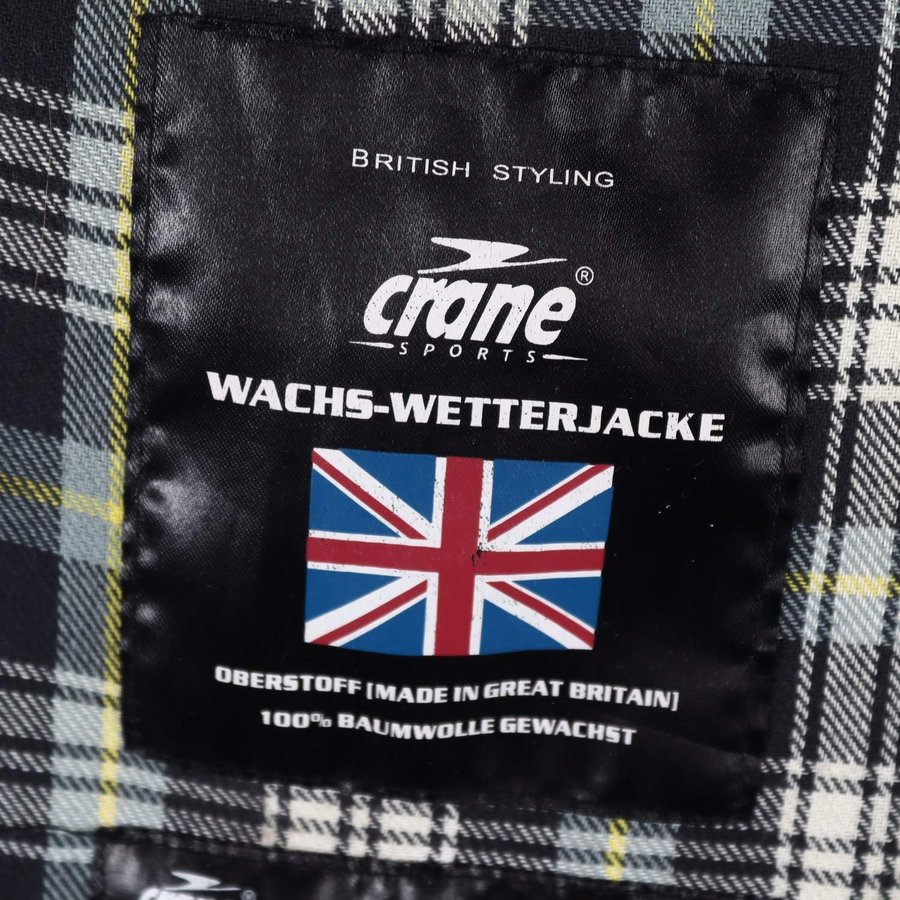 BRITISH STYLING
crane®
SPORTS
WACHS-WETTERJACKE
OBERSTOFF [MADE IN GREAT BRITAIN]
100% BAUMWOLLE GEWACHST